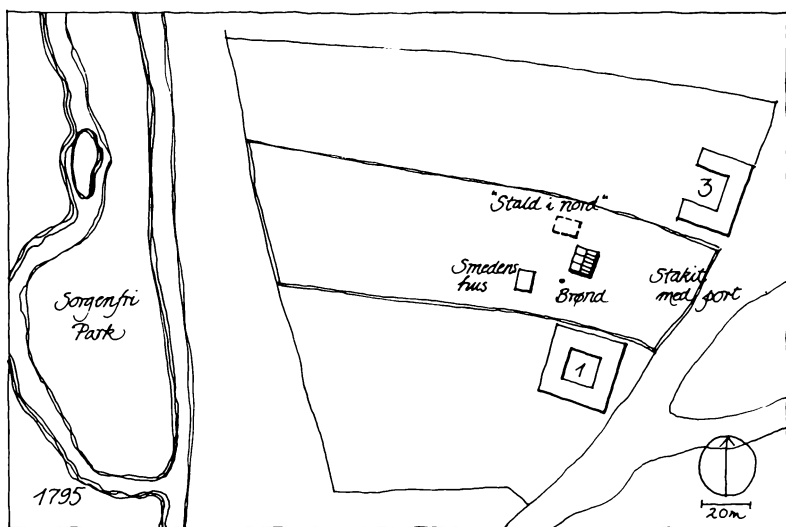 3
"Stald i nord"
Smedens
hus
Brønd
Stakit
med port
Sorgenfri
Park
1
1795
20m